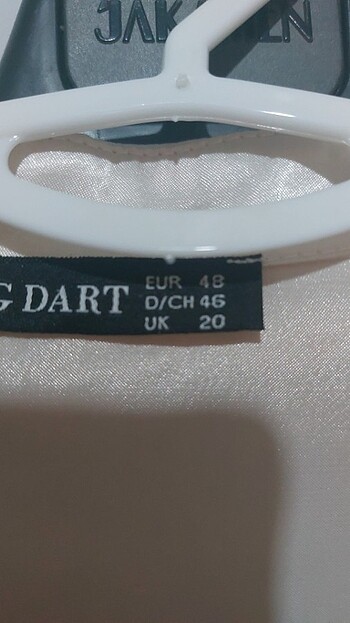 G DART
EUR 48
D/CH 46
UK 20